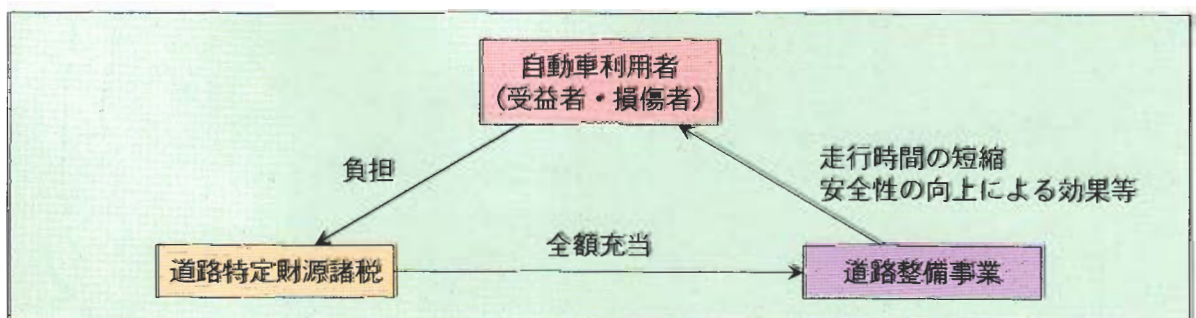 自動車利用者
(受益者・損傷者)
負担
走行時間の短縮
安全性の向上による効果等
全額充当
道路特定財源諸税
道路整備事業